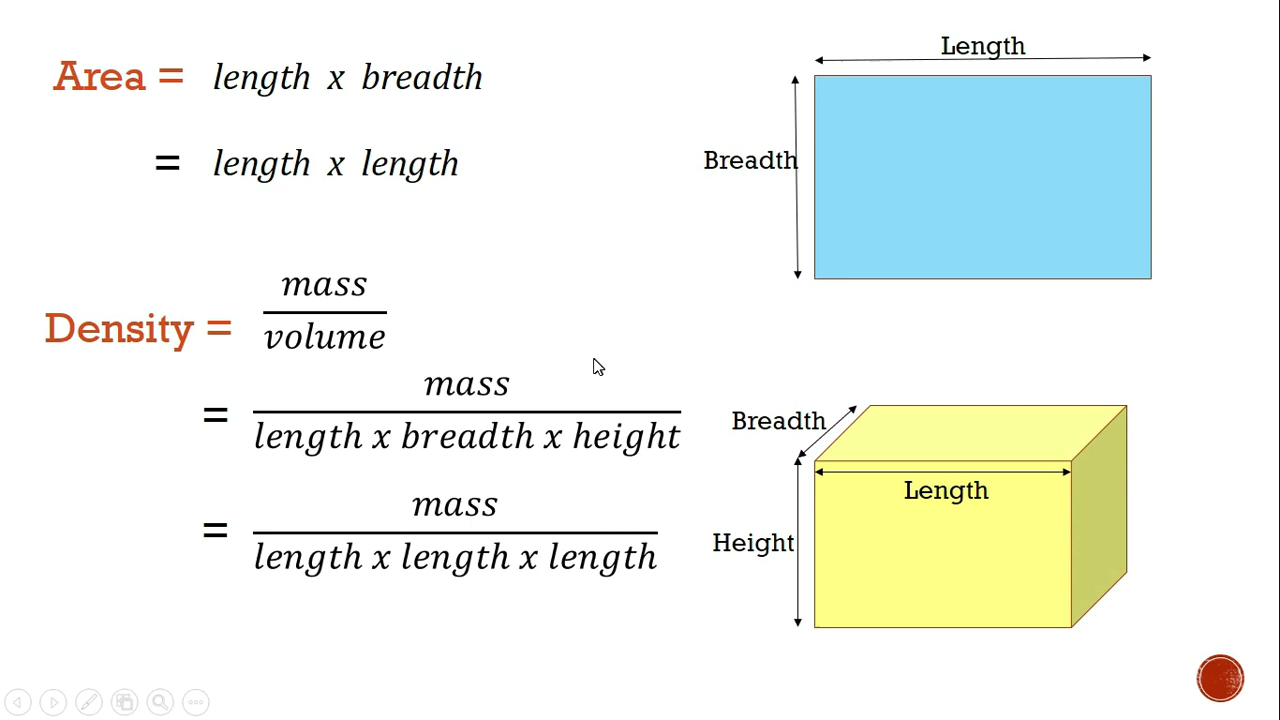 Area = length x breadth
= length x length
Density = mass
volume
= mass
length x breadth x height
= mass
length x length x length
Length
Breadth
Breadth
Length
Height